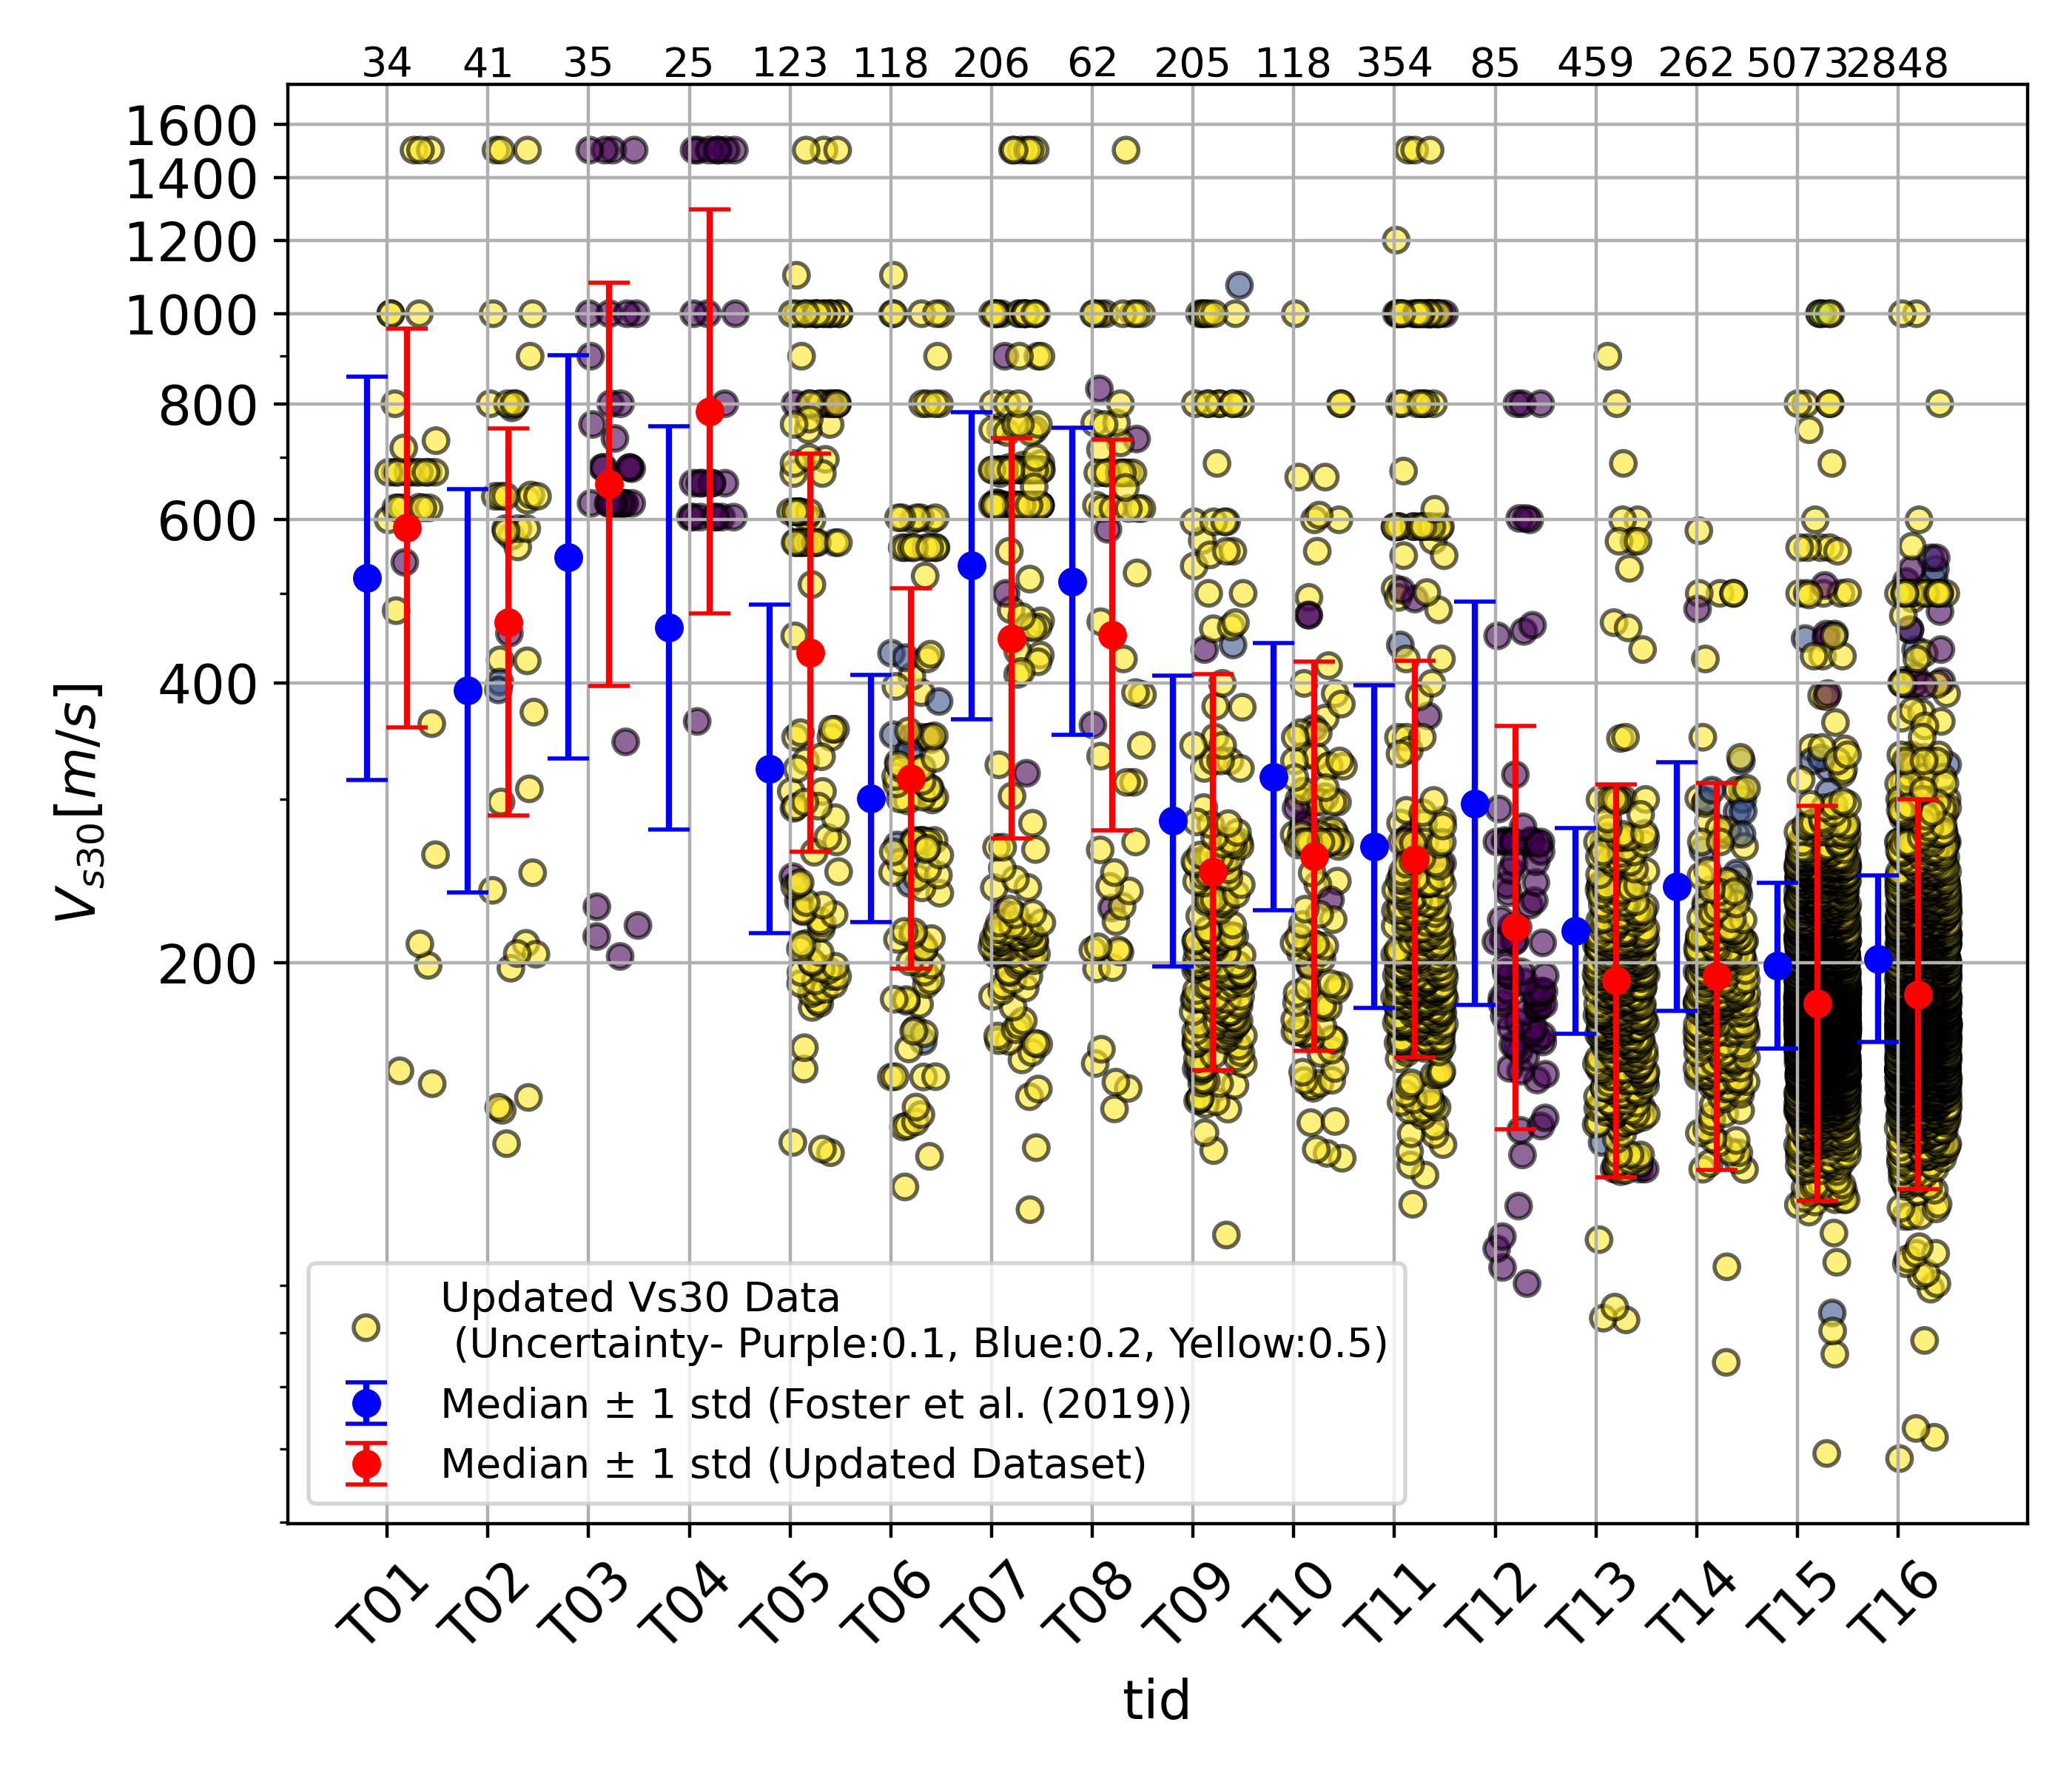 34 41 35 25 123 118 206 62 205 118 354 85 459 262 5073 2848
1600
1400
1200
1000
800
600
400
200
Vs30[m/s]
Updated Vs30 Data
(Uncertainty- Purple:0.1, Blue:0.2, Yellow:0.5)
Median ± 1 std (Foster et al. (2019))
Median ± 1 std (Updated Dataset)
T01 T02 T03 T04 T05 T06 T07 T08 T09 T10 T11 T12 T13 T14 T15 T16
tid